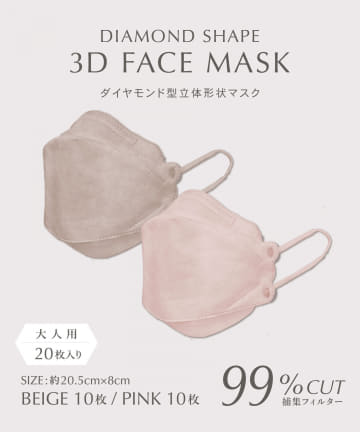 DIAMOND SHAPE
3D FACE MASK
ダイヤモンド型立体形状マスク
大人用
20枚入り
SIZE:約20.5cm×8cm
BEIGE 10枚 / PINK 10枚
99%CUT
捕集フィルター